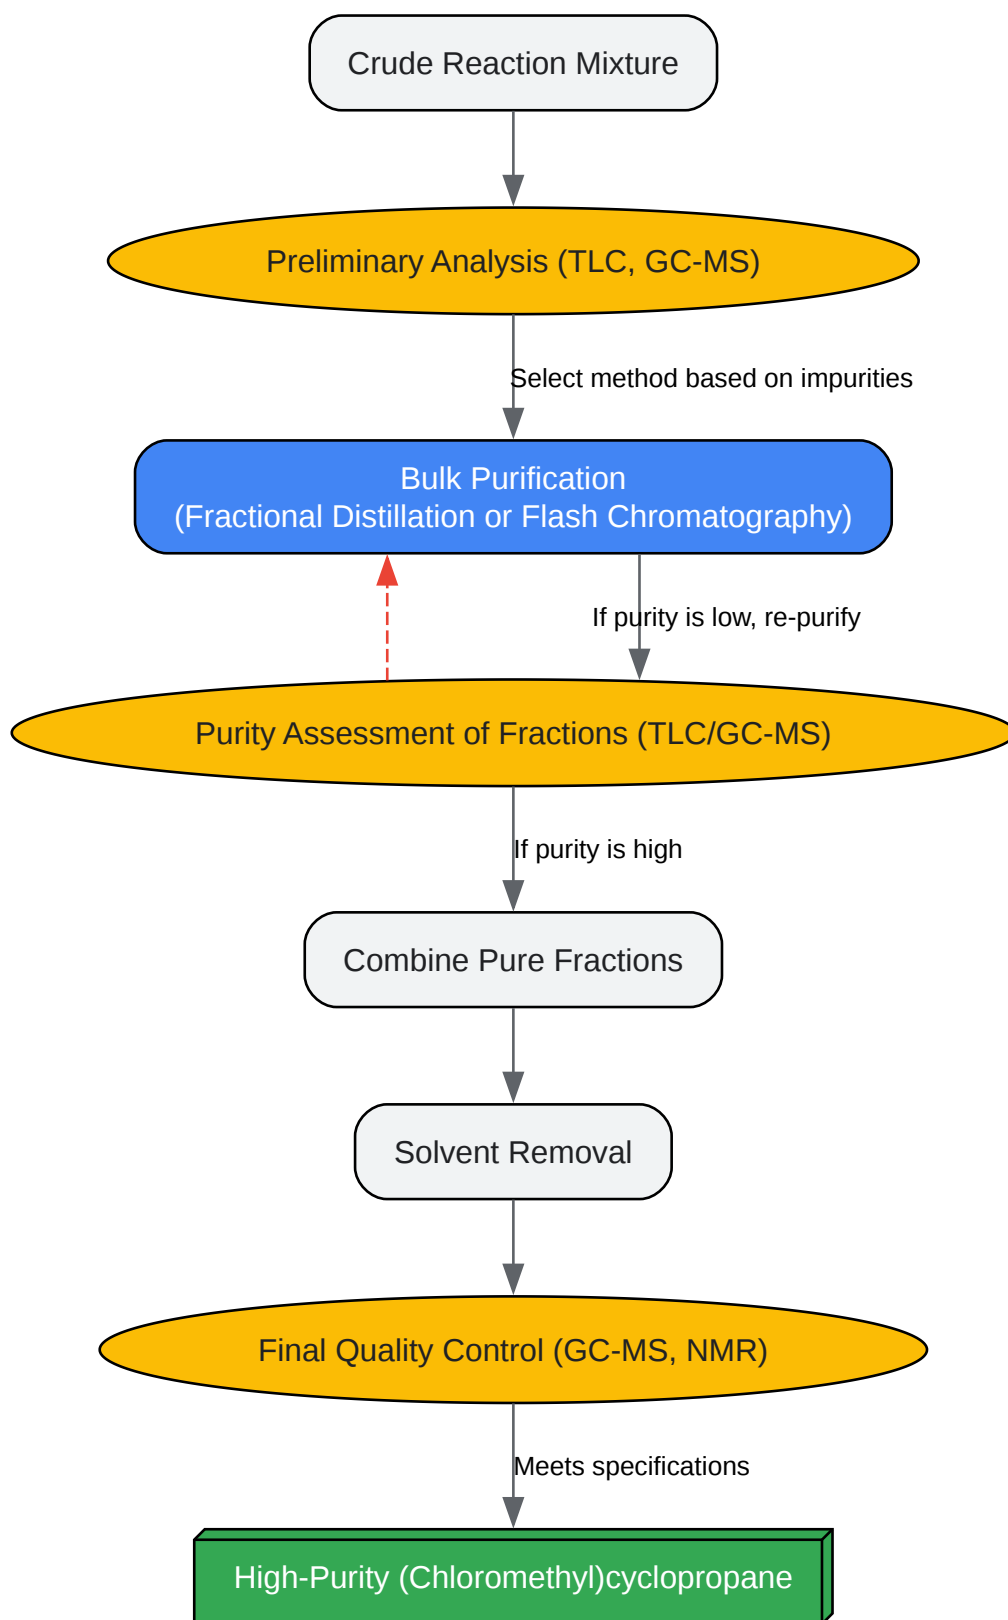 Crude Reaction Mixture
Preliminary Analysis (TLC, GC-MS)
Select method based on impurities
Bulk Purification
(Fractional Distillation or Flash Chromatography)
If purity is low, re-purify
Purity Assessment of Fractions (TLC/GC-MS)
If purity is high
Combine Pure Fractions
Solvent Removal
Final Quality Control (GC-MS, NMR)
Meets specifications
High-Purity (Chloromethyl)cyclopropane